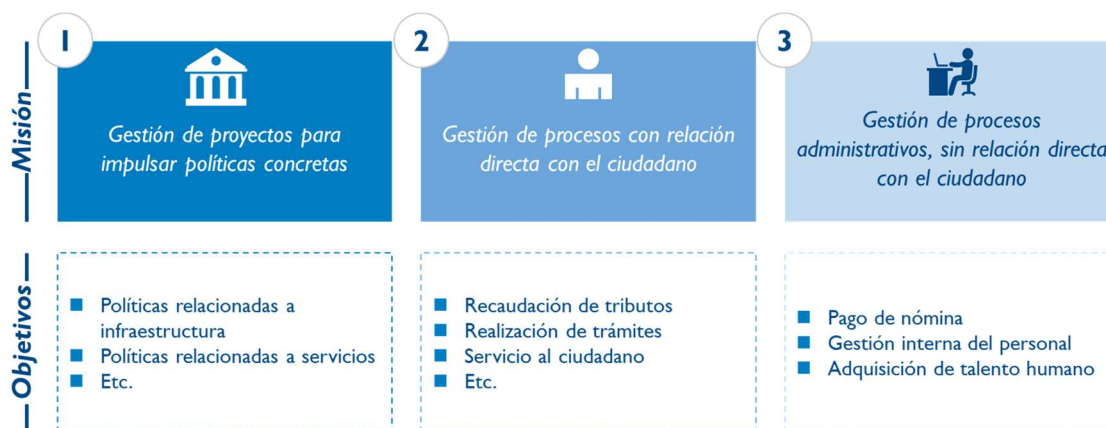 Misión
1
Gestión de proyectos para
impulsar políticas concretas
2
Gestión de procesos con relación
directa con el ciudadano
3
Gestión de procesos
administrativos, sin relación directa
con el ciudadano
Objetivos
Políticas relacionadas a
infraestructura
Políticas relacionadas a servicios
Etc.
Recaudación de tributos
Realización de trámites
Servicio al ciudadano
Etc.
Pago de nómina
Gestión interna del personal
Adquisición de talento humano